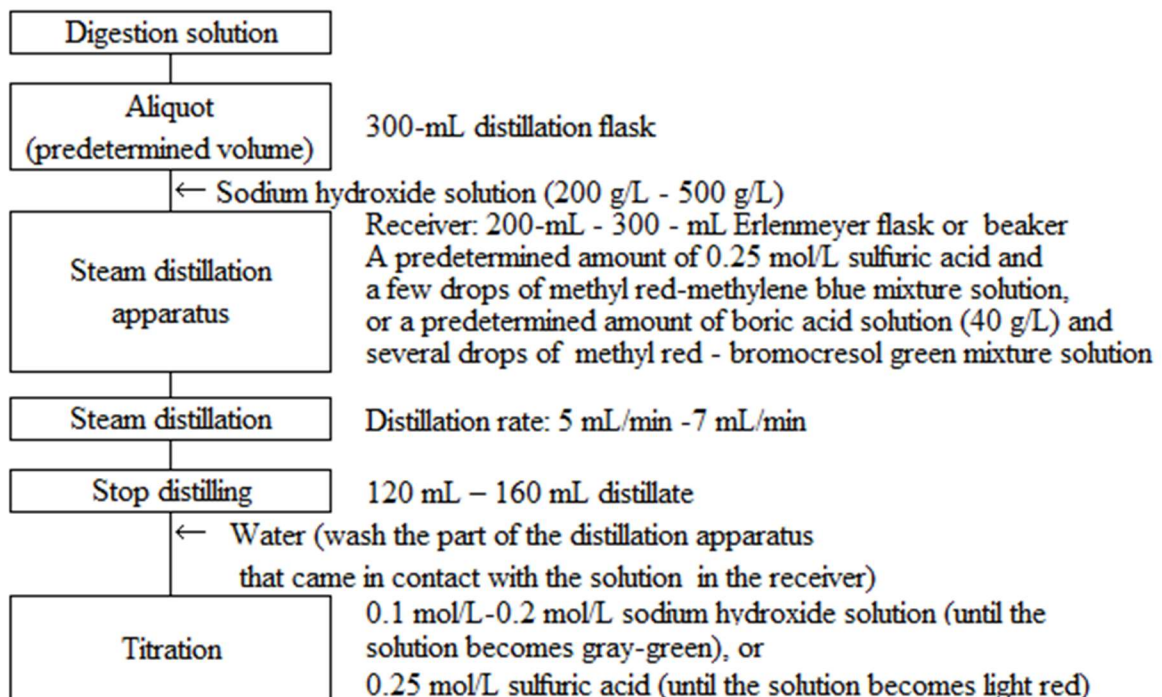 Digestion solution
Aliquot
(predetermined volume)
300-mL distillation flask
← Sodium hydroxide solution (200 g/L - 500 g/L)
Steam distillation
apparatus
Receiver: 200-mL - 300 - mL Erlenmeyer flask or beaker
A predetermined amount of 0.25 mol/L sulfuric acid and
a few drops of methyl red-methylene blue mixture solution,
or a predetermined amount of boric acid solution (40 g/L) and
several drops of methyl red - bromocresol green mixture solution
Steam distillation
Distillation rate: 5 mL/min -7 mL/min
Stop distilling
120 mL – 160 mL distillate
← Water (wash the part of the distillation apparatus
that came in contact with the solution in the receiver)
Titration
0.1 mol/L-0.2 mol/L sodium hydroxide solution (until the
solution becomes gray-green), or
0.25 mol/L sulfuric acid (until the solution becomes light red)